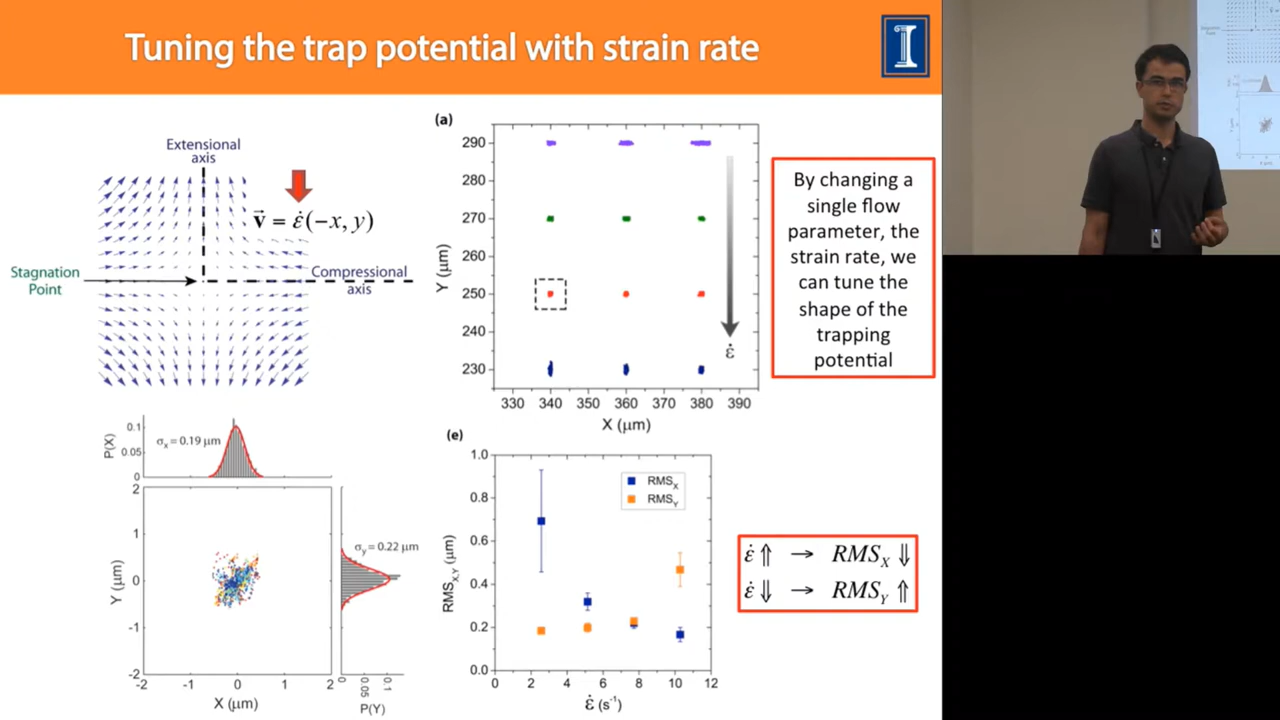 Tuning the trap potential with strain rate
Extensional
axis
v⃗ = ε̇(−x, y)
Stagnation
Point
Compressional
axis
(a)
290
280
270
260
250
240
230
Y (μm)
330 340 350 360 370 380 390
X (μm)
ε̇
By changing a
single flow
parameter, the
strain rate, we
can tune the
shape of the
trapping
potential
P(X)
0.1
0.05
0
σx = 0.19 μm
2
1
0
-1
-2
Y (μm)
-2 -1 0 1 2
X (μm)
σy = 0.22 μm
0 0.05 0.1
P(Y)
(e)
1.0
0.8
0.6
0.4
0.2
0.0
RMSX,Y (μm)
RMSX
RMSY
0 2 4 6 8 10 12
ε̇ (s⁻¹)
ε̇ ⇑ → RMSX ⇓
ε̇ ⇓ → RMSY ⇑